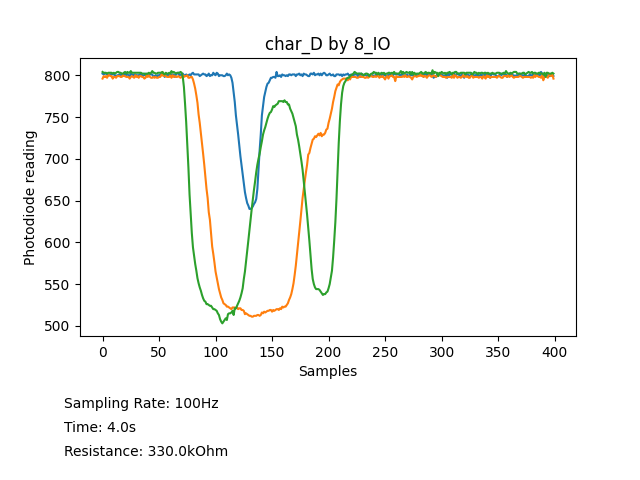 char_D by 8_IO
800
750
700
650
600
550
500
Photodiode reading
0 50 100 150 200 250 300 350 400
Samples
Sampling Rate: 100Hz
Time: 4.0s
Resistance: 330.0kOhm